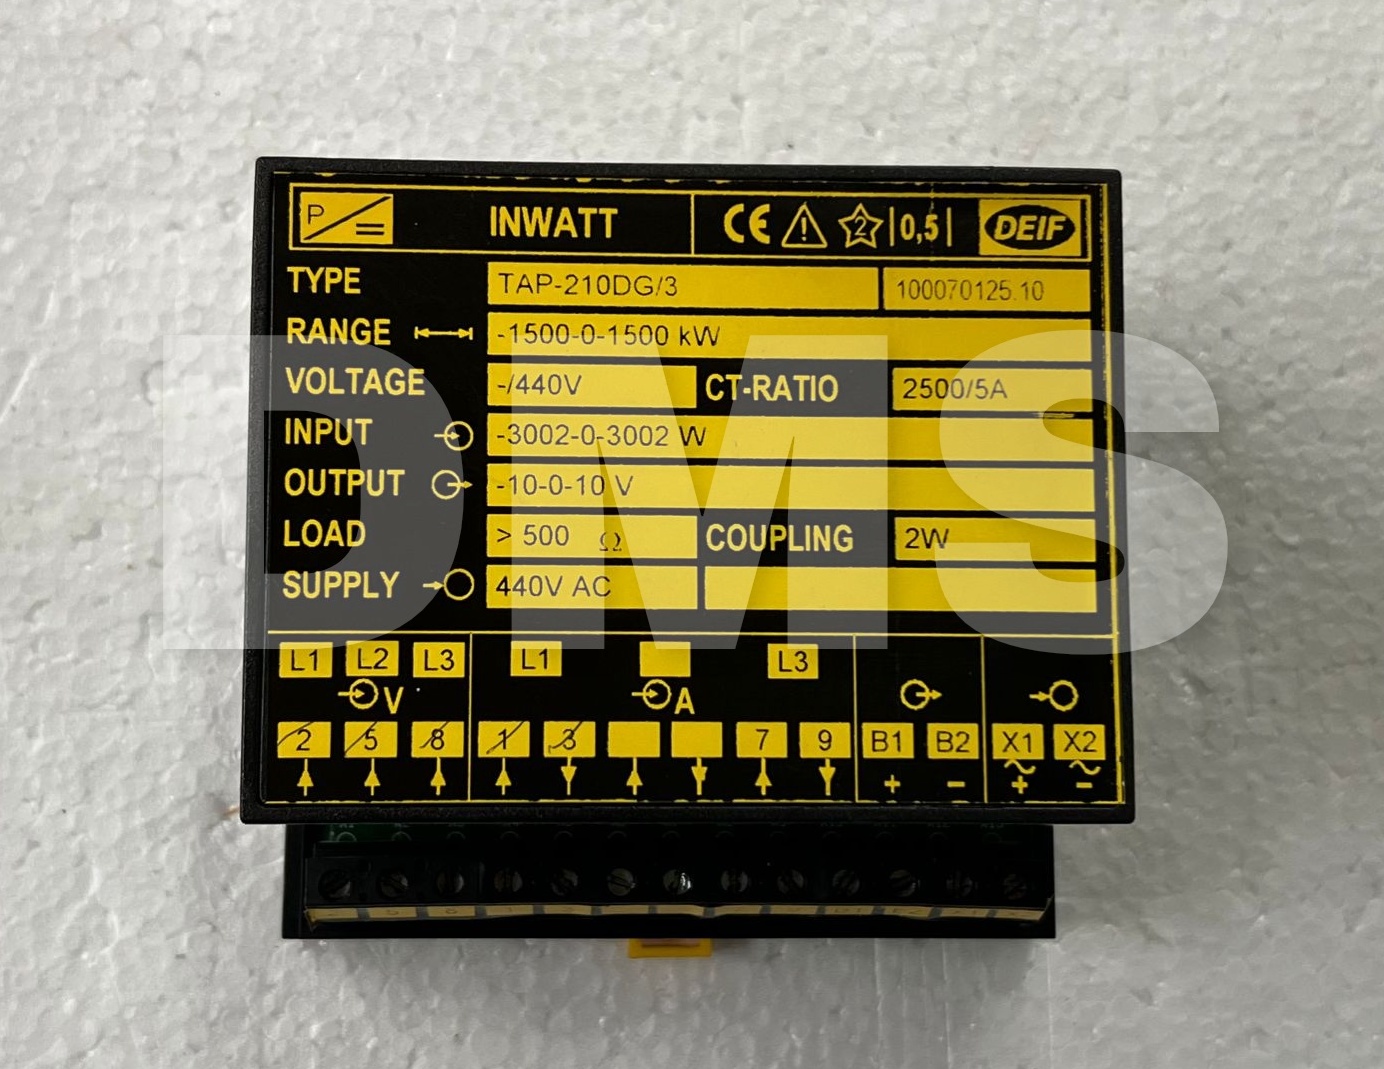 P INWATT CE 2 0,5 DEIF
TYPE TAP-210DG/3 100070125.10
RANGE -1500-0-1500 kW
VOLTAGE -/440V CT-RATIO 2500/5A
INPUT -3002-0-3002 W
OUTPUT -10-0-10 V
LOAD > 500 Ω COUPLING 2W
SUPPLY 440V AC
L1 L2 L3 L1 L3
V A
2 5 8 1 3 7 9 B1 B2 X1 X2
+ - + -
DMS